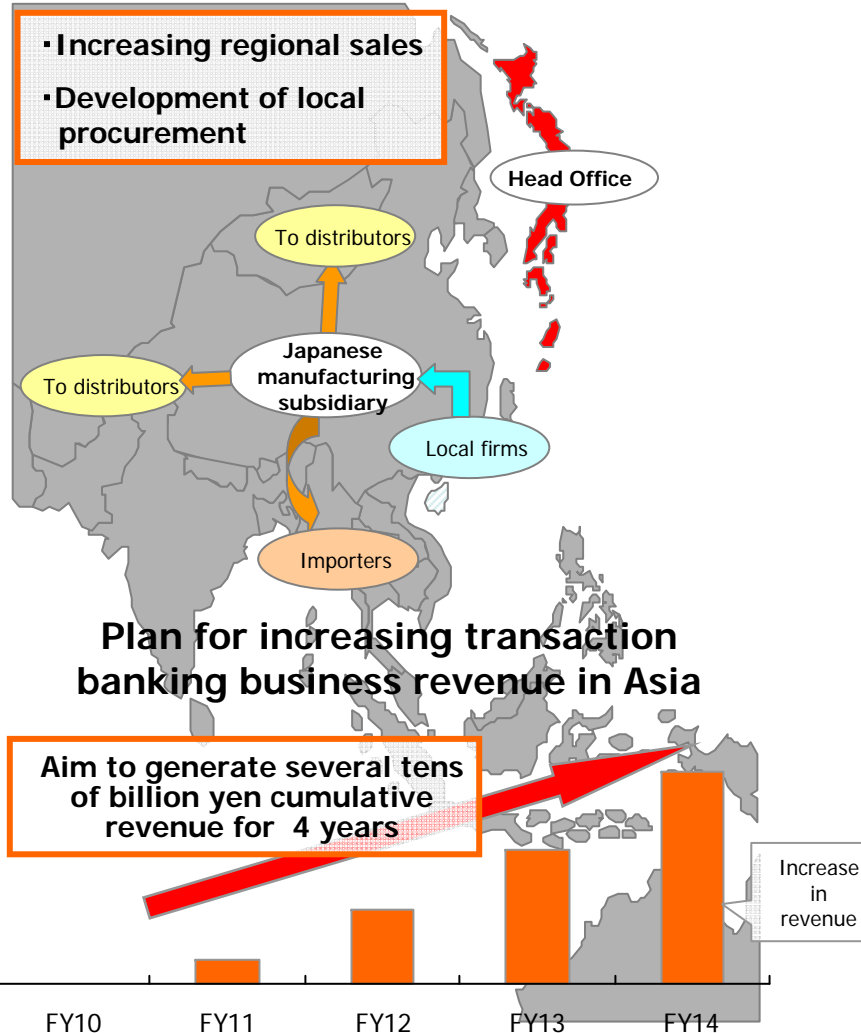 ・Increasing regional sales
・Development of local
procurement
Head Office
To distributors
Japanese
manufacturing
subsidiary
To distributors
Local firms
Importers
Plan for increasing transaction
banking business revenue in Asia
Aim to generate several tens
of billion yen cumulative
revenue for 4 years
Increase
in
revenue
FY10 FY11 FY12 FY13 FY14